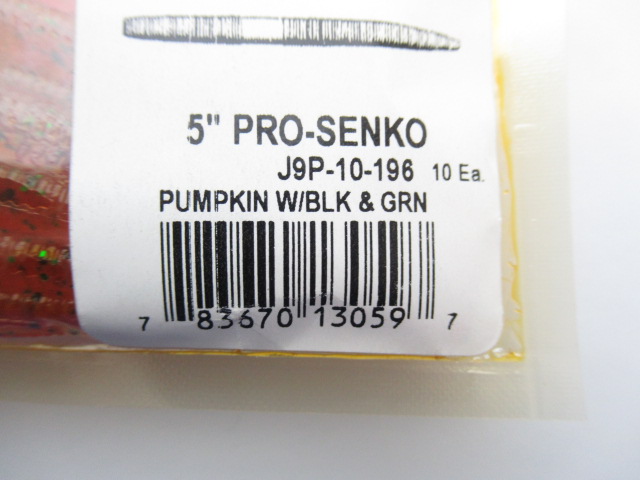 5" PRO-SENKO
J9P-10-196 10 Ea.
PUMPKIN W/BLK & GRN
7 83670 13059 7